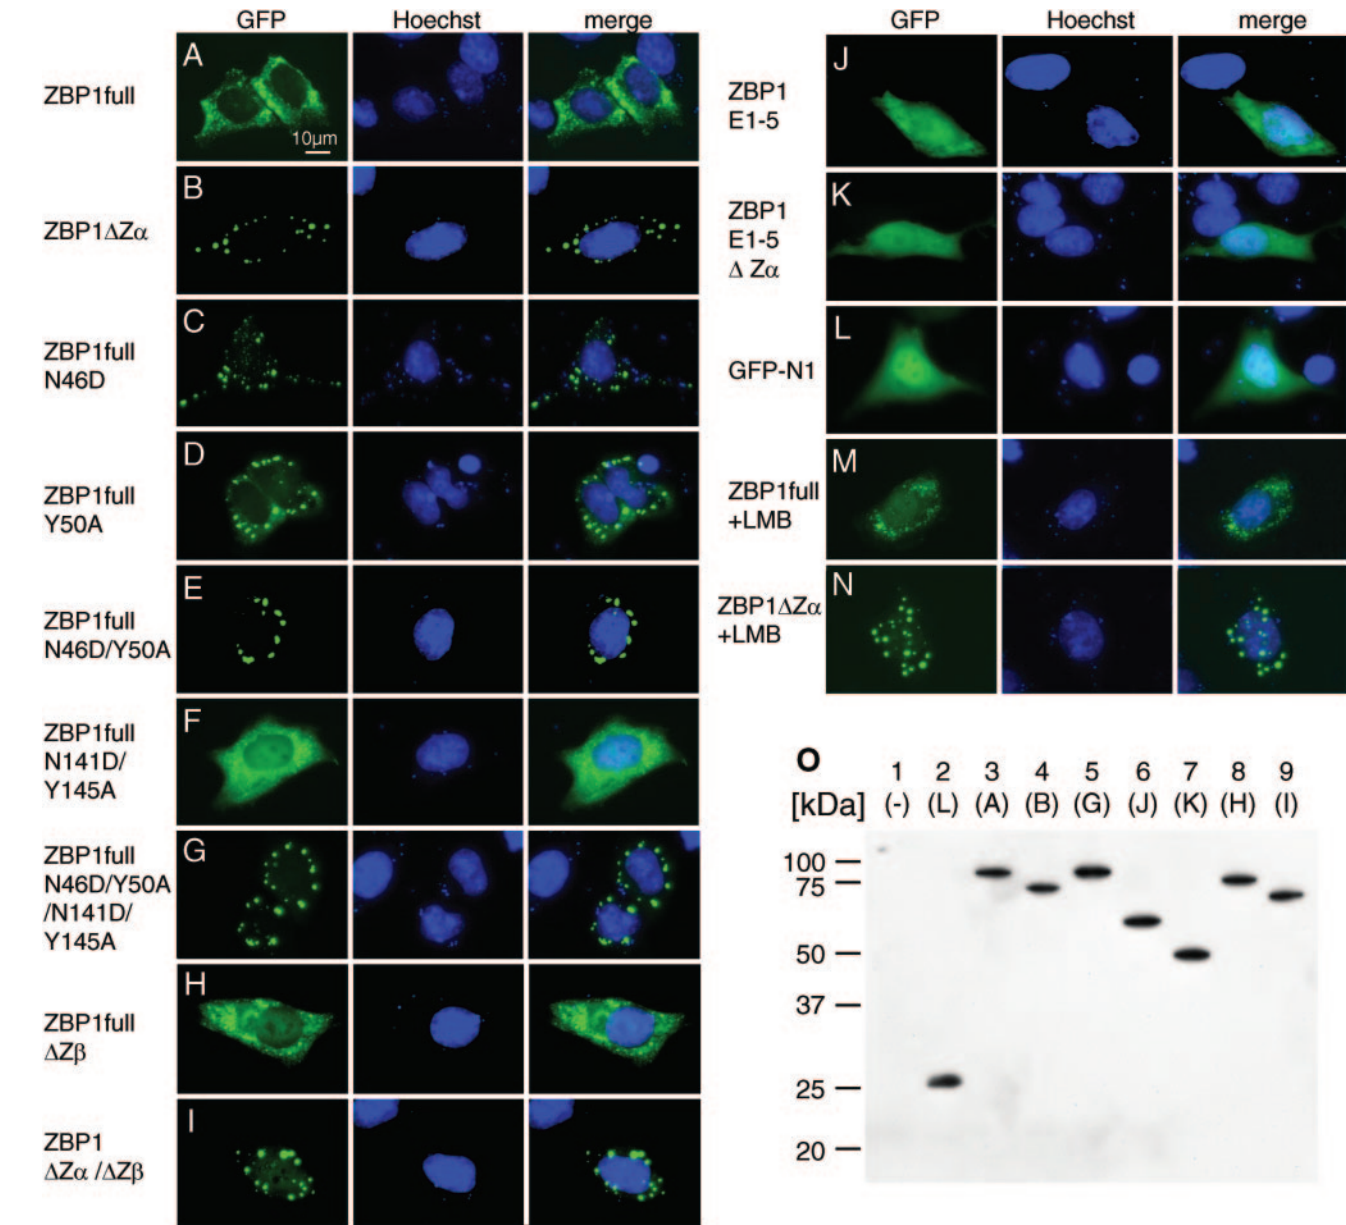 GFP Hoechst merge
ZBP1full A
10μm
ZBP1ΔZα B
C
ZBP1full
N46D
D
ZBP1full
Y50A
E
ZBP1full
N46D/Y50A
F
ZBP1full
N141D/
Y145A
G
ZBP1full
N46D/Y50A
/N141D/
Y145A
H
ZBP1full
ΔZβ
I
ZBP1
ΔZα /ΔZβ
GFP Hoechst merge
J
ZBP1
E1-5
K
ZBP1
E1-5
Δ Zα
L
GFP-N1
M
ZBP1full
+LMB
N
ZBP1ΔZα
+LMB
O 1 2 3 4 5 6 7 8 9
[kDa] (-) (L) (A) (B) (G) (J) (K) (H) (I)
100
75
50
37
25
20